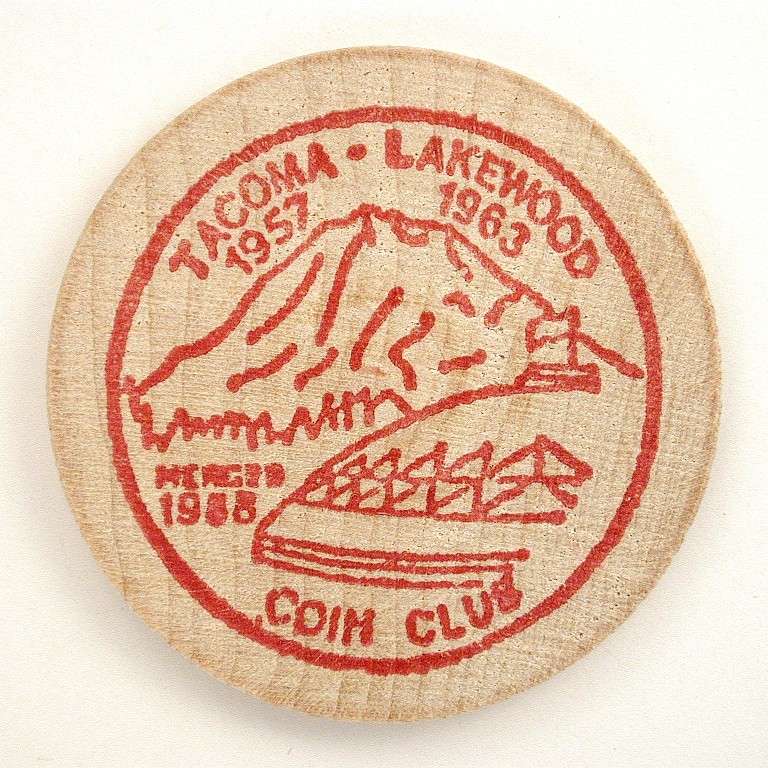 TACOMA • LAKEWOOD
1957 1963
MERGED
1988
COIN CLUB